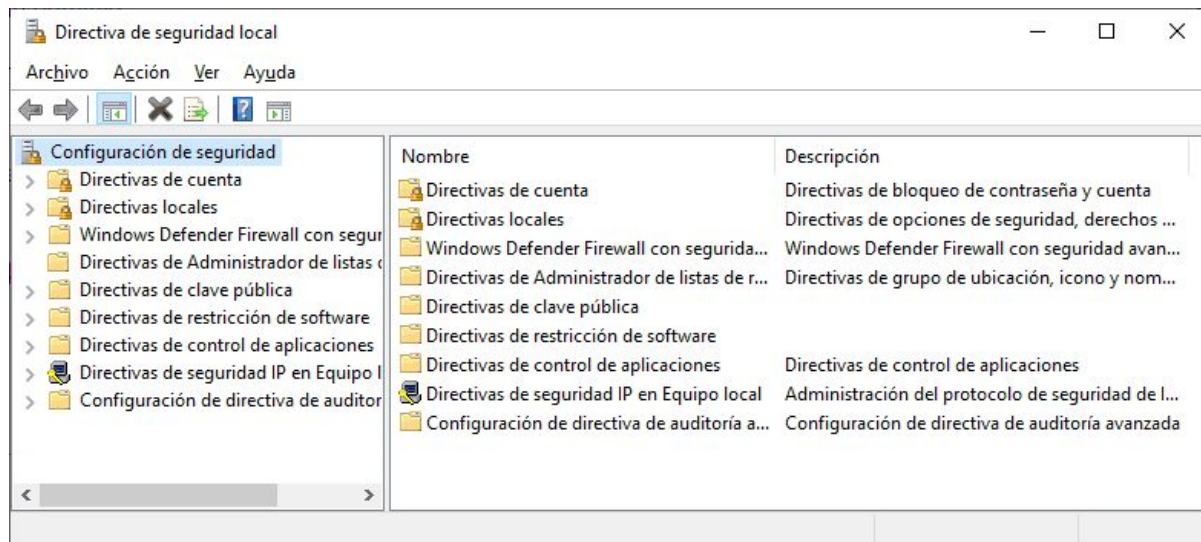 Directiva de seguridad local
Archivo Acción Ver Ayuda
Configuración de seguridad
Directivas de cuenta
Directivas locales
Windows Defender Firewall con segur
Directivas de Administrador de listas d
Directivas de clave pública
Directivas de restricción de software
Directivas de control de aplicaciones
Directivas de seguridad IP en Equipo l
Configuración de directiva de auditor
Nombre Descripción
Directivas de cuenta Directivas de bloqueo de contraseña y cuenta
Directivas locales Directivas de opciones de seguridad, derechos ...
Windows Defender Firewall con segurida... Windows Defender Firewall con seguridad avan...
Directivas de Administrador de listas de r... Directivas de grupo de ubicación, icono y nom...
Directivas de clave pública
Directivas de restricción de software
Directivas de control de aplicaciones Directivas de control de aplicaciones
Directivas de seguridad IP en Equipo local Administración del protocolo de seguridad de l...
Configuración de directiva de auditoría a... Configuración de directiva de auditoría avanzada